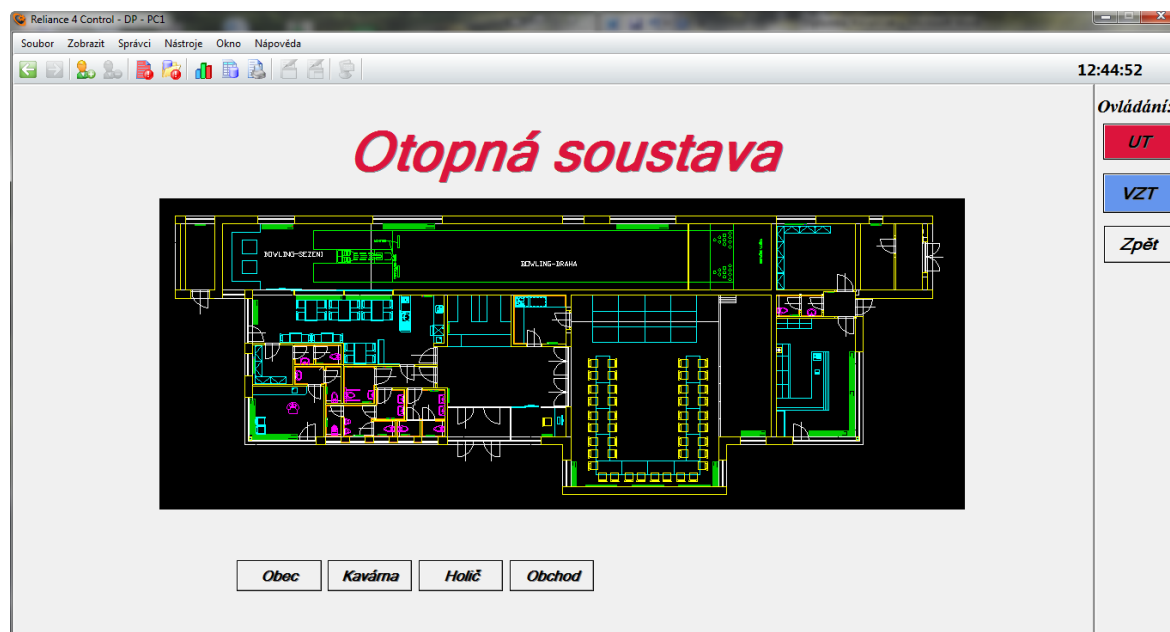 Reliance 4 Control - DP - PC1
Soubor Zobrazit Správci Nástroje Okno Nápověda
12:44:52
Ovládání:
Otopná soustava
UT
VZT
Zpět
BOWLING-SEZENI
BOWLING-DRAHA
Obec Kavárna Holič Obchod